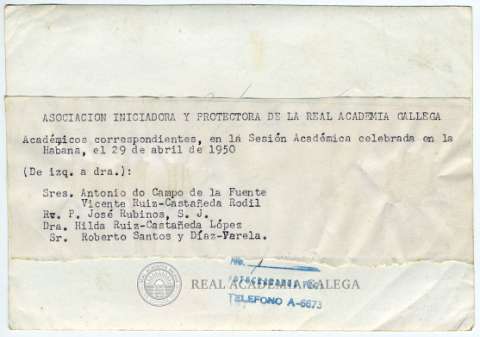 ASOCIACION INICIADORA Y PROTECTORA DE LA REAL ACADEMIA GALLEGA
Académicos correspondientes, en la Sesión Académica celebrada en la
Habana, el 29 de abril de 1950
(De izq. a dra.):
Sres. Antonio do Campo de la Fuente
Vicente Ruiz-Castañeda Rodil
Rv. P. José Rubinos, S. J.
Dra. Hilda Ruiz-Castañeda López
Sr. Roberto Santos y Díaz-Varela.
No.
REAL ACADEMIA GALEGA
TELEFONO A-6673